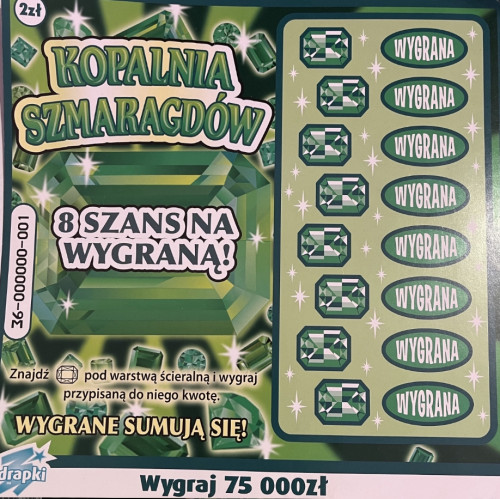 2zł
KOPALNIA
SZMARAGDÓW
8 SZANS NA
WYGRANĄ!
36-000000-001
Znajdź pod warstwą ścieralną i wygraj
przypisaną do niego kwotę.
WYGRANE SUMUJĄ SIĘ!
WYGRANA
WYGRANA
WYGRANA
WYGRANA
WYGRANA
WYGRANA
WYGRANA
WYGRANA
drapki
Wygraj 75 000zł